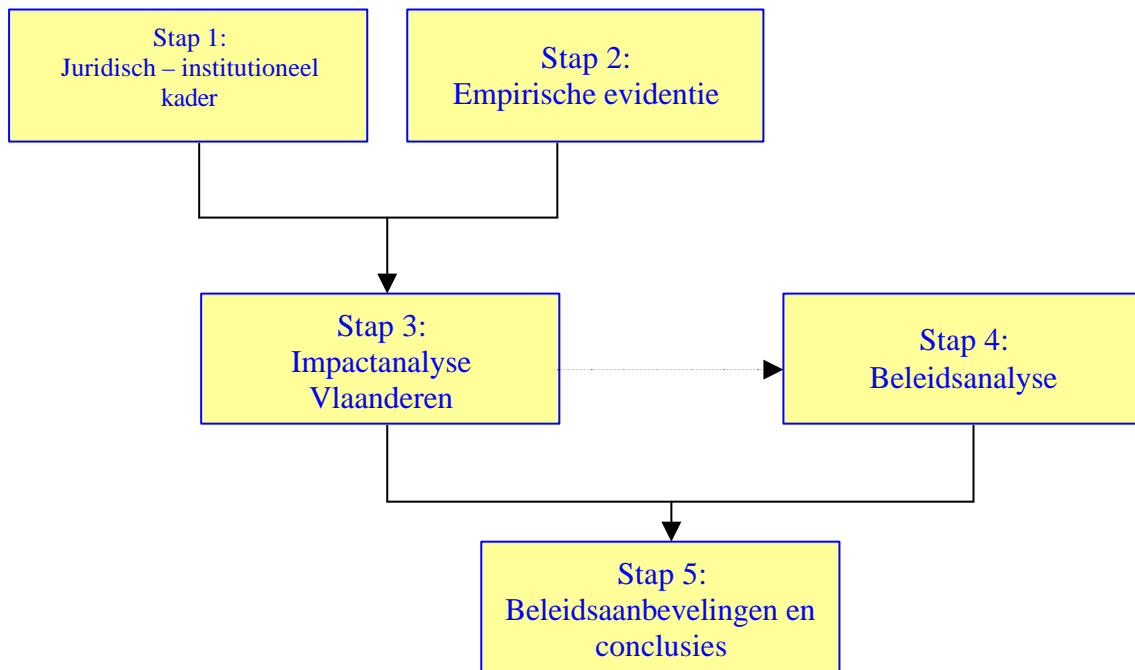 Stap 1:
Juridisch – institutioneel
kader
Stap 2:
Empirische evidentie
Stap 3:
Impactanalyse
Vlaanderen
Stap 4:
Beleidsanalyse
Stap 5:
Beleidsaanbevelingen en
conclusies